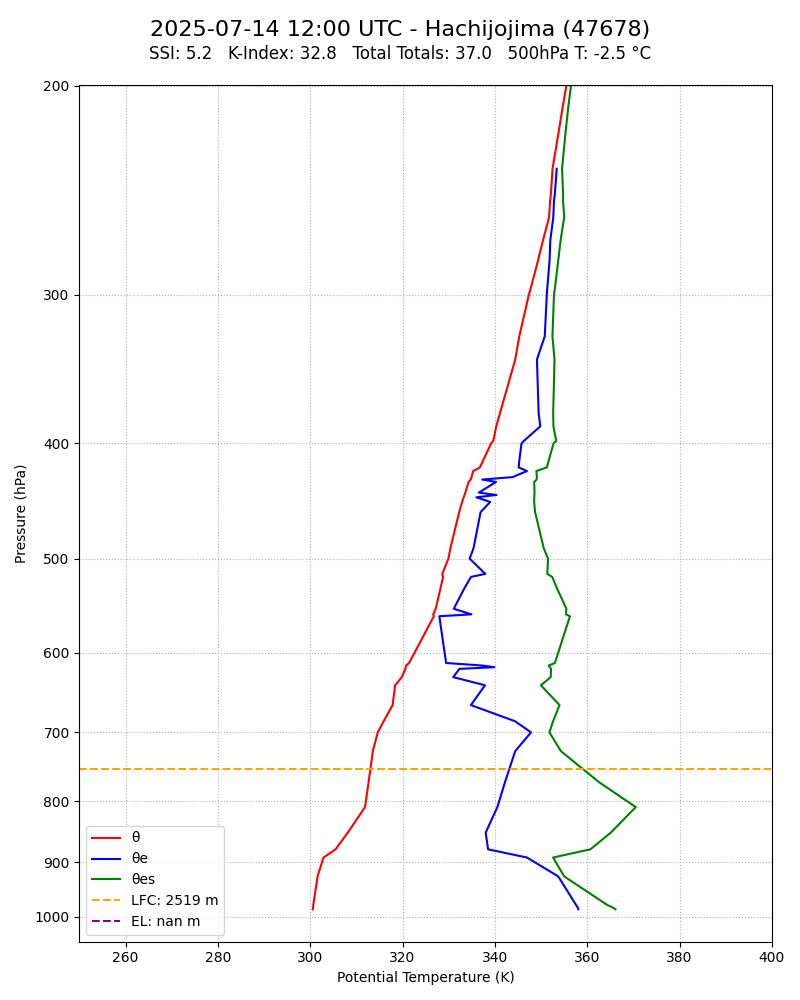 2025-07-14 12:00 UTC - Hachijojima (47678)
SSI: 5.2 K-Index: 32.8 Total Totals: 37.0 500hPa T: -2.5 °C
200
300
400
500
600
700
800
900
1000
Pressure (hPa)
θ
θe
θes
LFC: 2519 m
EL: nan m
260 280 300 320 340 360 380 400
Potential Temperature (K)